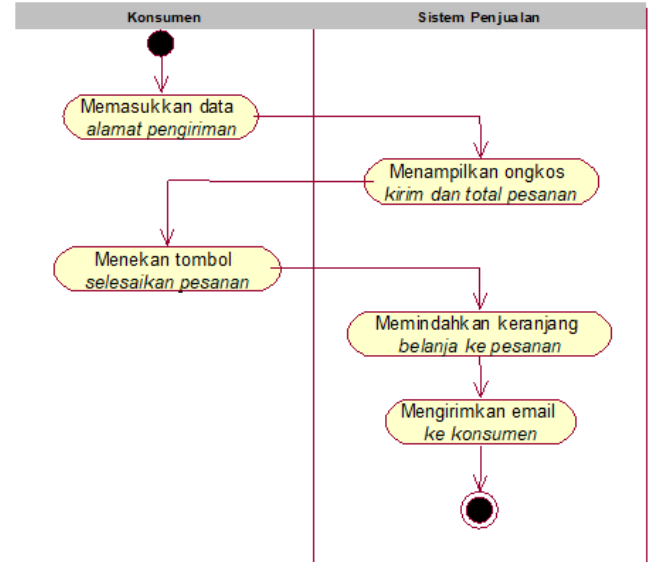 Konsumen
Sistem Penjualan
Memasukkan data
alamat pengiriman
Menampilkan ongkos
kirim dan total pesanan
Menekan tombol
selesaikan pesanan
Memindahkan keranjang
belanja ke pesanan
Mengirimkan email
ke konsumen